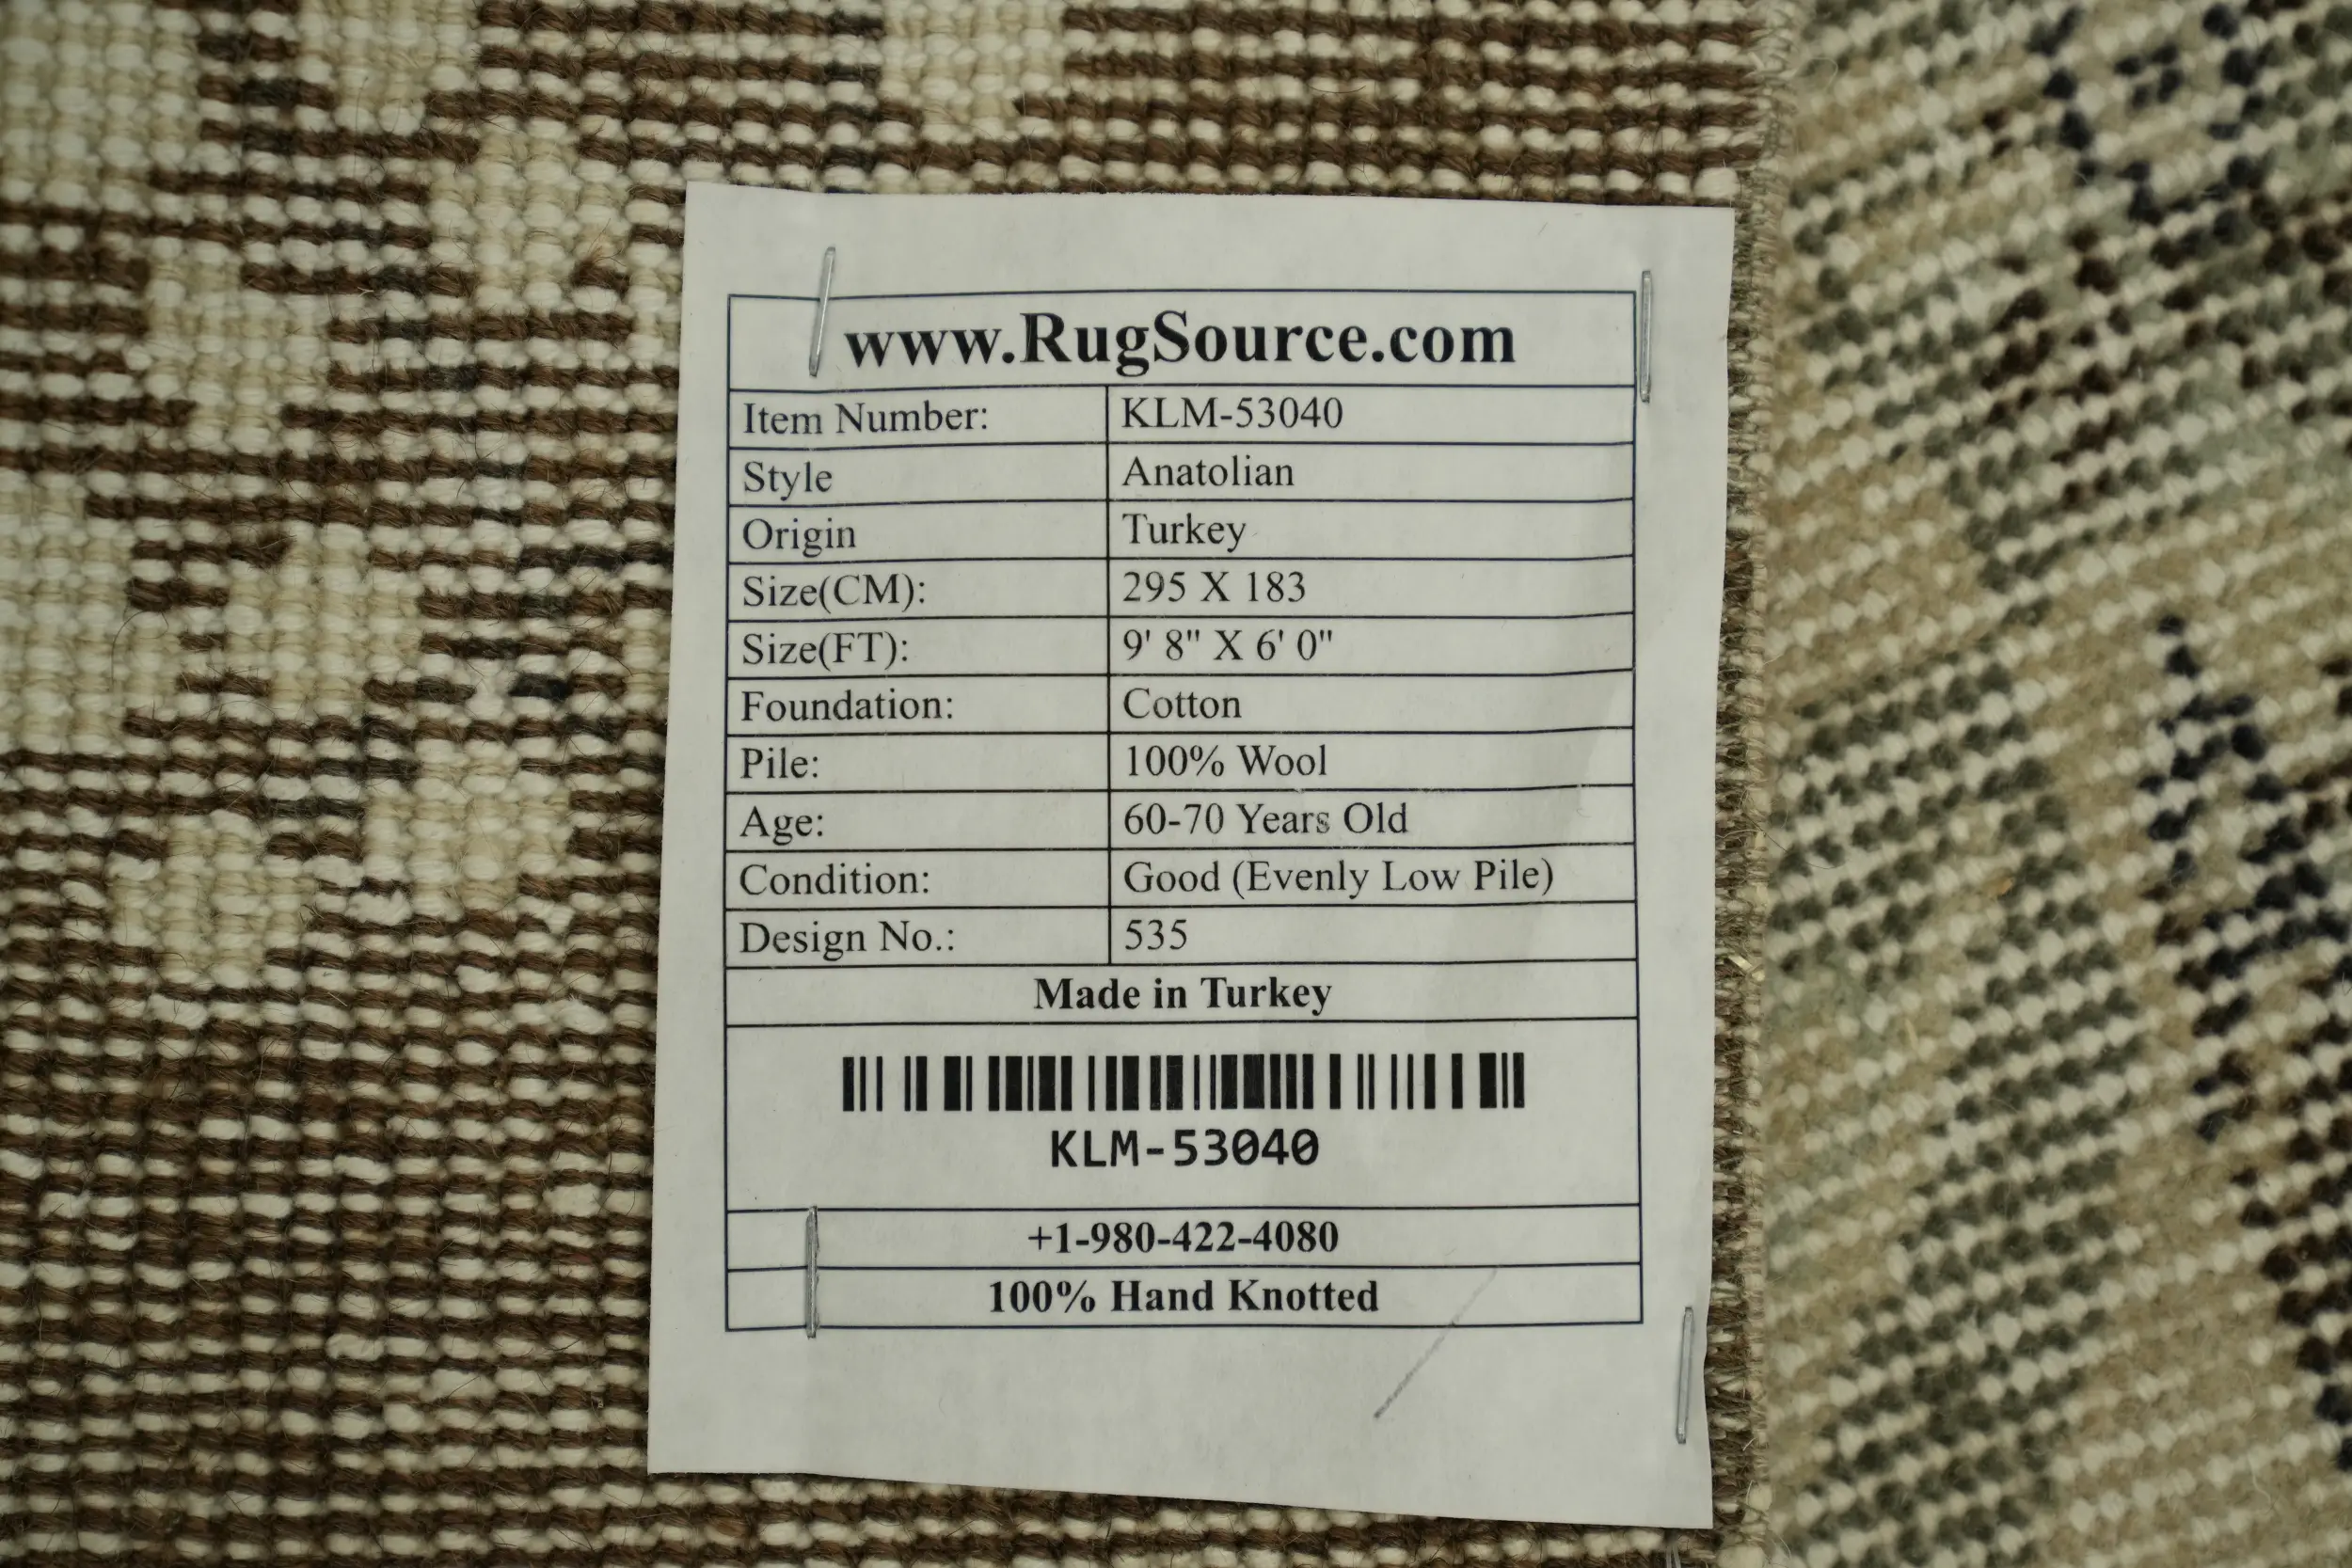 www.RugSource.com
Item Number: KLM-53040
Style Anatolian
Origin Turkey
Size(CM): 295 X 183
Size(FT): 9' 8" X 6' 0"
Foundation: Cotton
Pile: 100% Wool
Age: 60-70 Years Old
Condition: Good (Evenly Low Pile)
Design No.: 535
Made in Turkey
KLM-53040
+1-980-422-4080
100% Hand Knotted